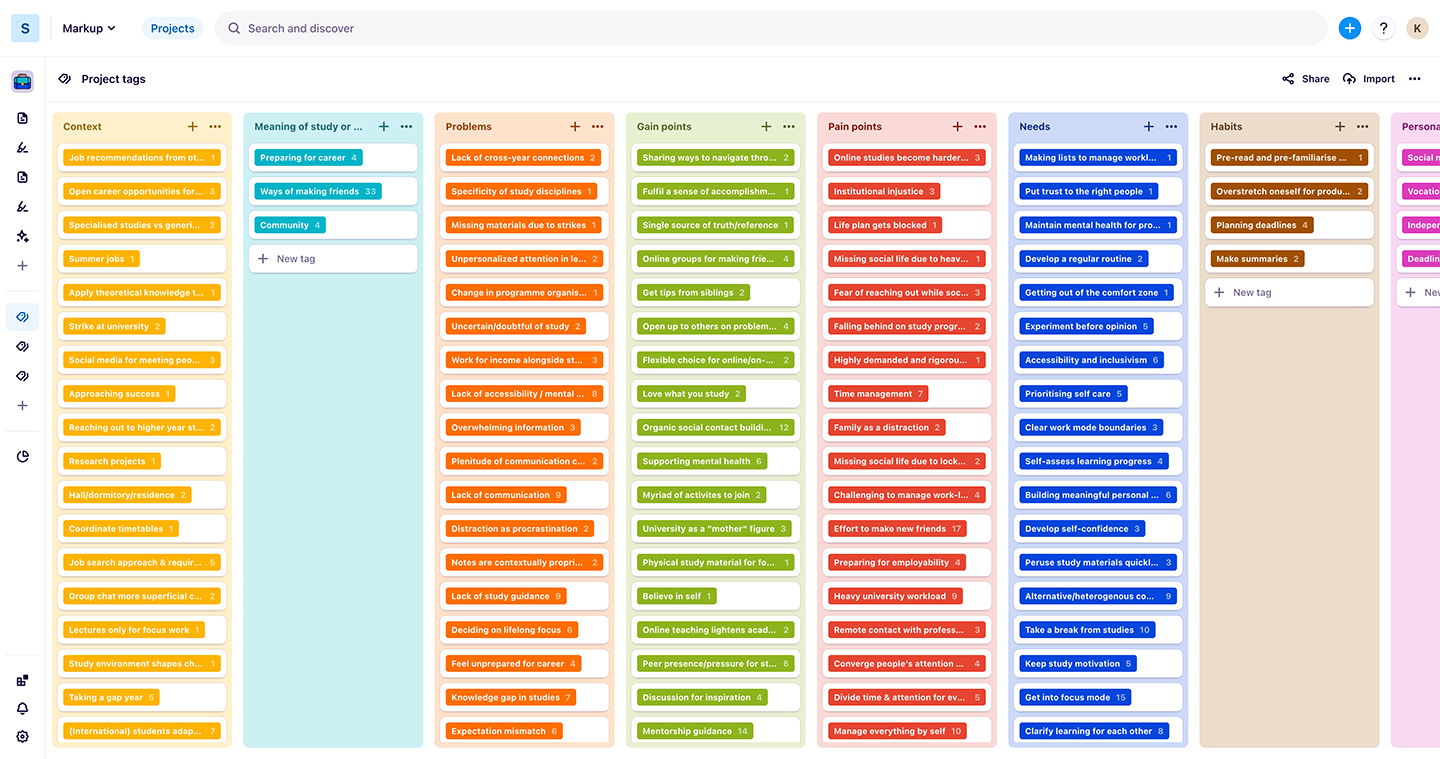 S
Markup
Projects
Search and discover
?
K
Project tags
Share
Import
Context
Job recommendations from ot... 1
Open career opportunities for... 3
Specialised studies vs generi... 2
Summer jobs 1
Apply theoretical knowledge t... 1
Strike at university 2
Social media for meeting peo... 3
Approaching success 1
Reaching out to higher year st... 2
Research projects 1
Hall/dormitory/residence 2
Coordinate timetables 1
Job search approach & requir... 5
Group chat more superficial c... 2
Lectures only for focus work 1
Study environment shapes ch... 1
Taking a gap year 5
(International) students adap... 7
Meaning of study or ...
Preparing for career 4
Ways of making friends 33
Community 4
New tag
Problems
Lack of cross-year connections 2
Specificity of study disciplines 1
Missing materials due to strikes 1
Unpersonalized attention in le... 2
Change in programme organis... 1
Uncertain/doubtful of study 2
Work for income alongside st... 3
Lack of accessibility / mental ... 8
Overwhelming information 3
Plenitude of communication c... 2
Lack of communication 9
Distraction as procrastination 2
Notes are contextually propri... 2
Lack of study guidance 9
Deciding on lifelong focus 6
Feel unprepared for career 4
Knowledge gap in studies 7
Expectation mismatch 6
Gain points
Sharing ways to navigate thro... 2
Fulfil a sense of accomplishm... 1
Single source of truth/reference 1
Online groups for making frie... 4
Get tips from siblings 2
Open up to others on problem... 4
Flexible choice for online/on-... 2
Love what you study 2
Organic social contact buildi... 12
Supporting mental health 6
Myriad of activites to join 2
University as a "mother" figure 3
Physical study material for fo... 1
Believe in self 1
Online teaching lightens acad... 2
Peer presence/pressure for st... 6
Discussion for inspiration 4
Mentorship guidance 14
Pain points
Online studies become harder... 3
Institutional injustice 3
Life plan gets blocked 1
Missing social life due to heav... 1
Fear of reaching out while soc... 3
Falling behind on study progr... 2
Highly demanded and rigorou... 1
Time management 7
Family as a distraction 2
Missing social life due to lock... 2
Challenging to manage work-l... 4
Effort to make new friends 17
Preparing for employability 4
Heavy university workload 9
Remote contact with profess... 3
Converge people's attention ... 4
Divide time & attention for ev... 5
Manage everything by self 10
Needs
Making lists to manage workl... 1
Put trust to the right people 1
Maintain mental health for pro... 1
Develop a regular routine 2
Getting out of the comfort zone 1
Experiment before opinion 5
Accessibility and inclusivism 6
Prioritising self care 5
Clear work mode boundaries 3
Self-assess learning progress 4
Building meaningful personal ... 6
Develop self-confidence 3
Peruse study materials quickl... 3
Alternative/heterogenous co... 9
Take a break from studies 10
Keep study motivation 5
Get into focus mode 15
Clarify learning for each other 8
Habits
Pre-read and pre-familiarise ... 1
Overstretch oneself for produ... 2
Planning deadlines 4
Make summaries 2
New tag
Persona
Social n
Vocatio
Indepen
Deadlin
New